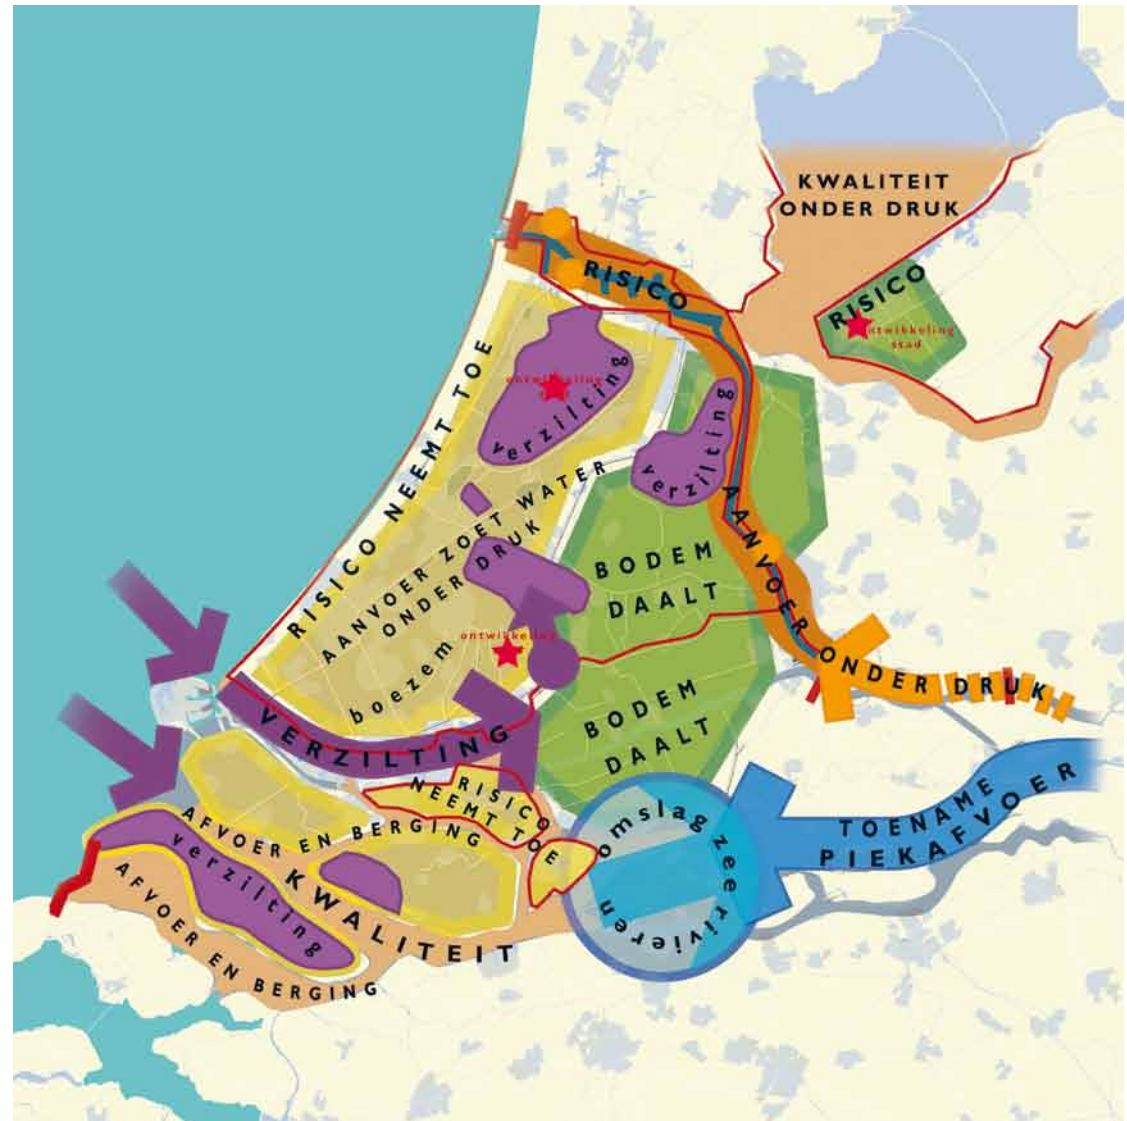 KWALITEIT
ONDER DRUK
RISICO
RISICO
ontwikkeling
stad
RISICO NEEMT TOE
verzilting
ontwikkeling
verzilting
AANVOER ZOET WATER
ONDER DRUK
boezem
ontwikkeling
BODEM
DAALT
BODEM
DAALT
AANVOER ONDER DRUK
VERZILTING
RISICO
NEEMT TOE
AFVOER EN BERGING
verzilting
KWALITEIT
AFVOER EN BERGING
omslag zee rivieren
TOENAME
PIEKAFVOER